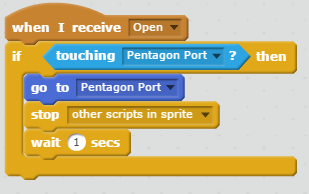 when I receive Open
if touching Pentagon Port ? then
go to Pentagon Port
stop other scripts in sprite
wait 1 secs